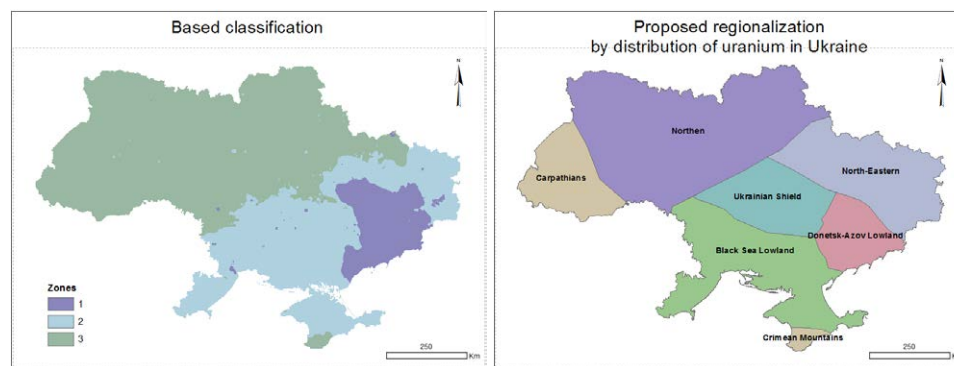 Based classification
N
Zones
1
2
3
250
Km
Proposed regionalization
by distribution of uranium in Ukraine
N
Northen
Carpathians
North-Eastern
Ukrainian Shield
Donetsk-Azov Lowland
Black Sea Lowland
Crimean Mountains
250
Km